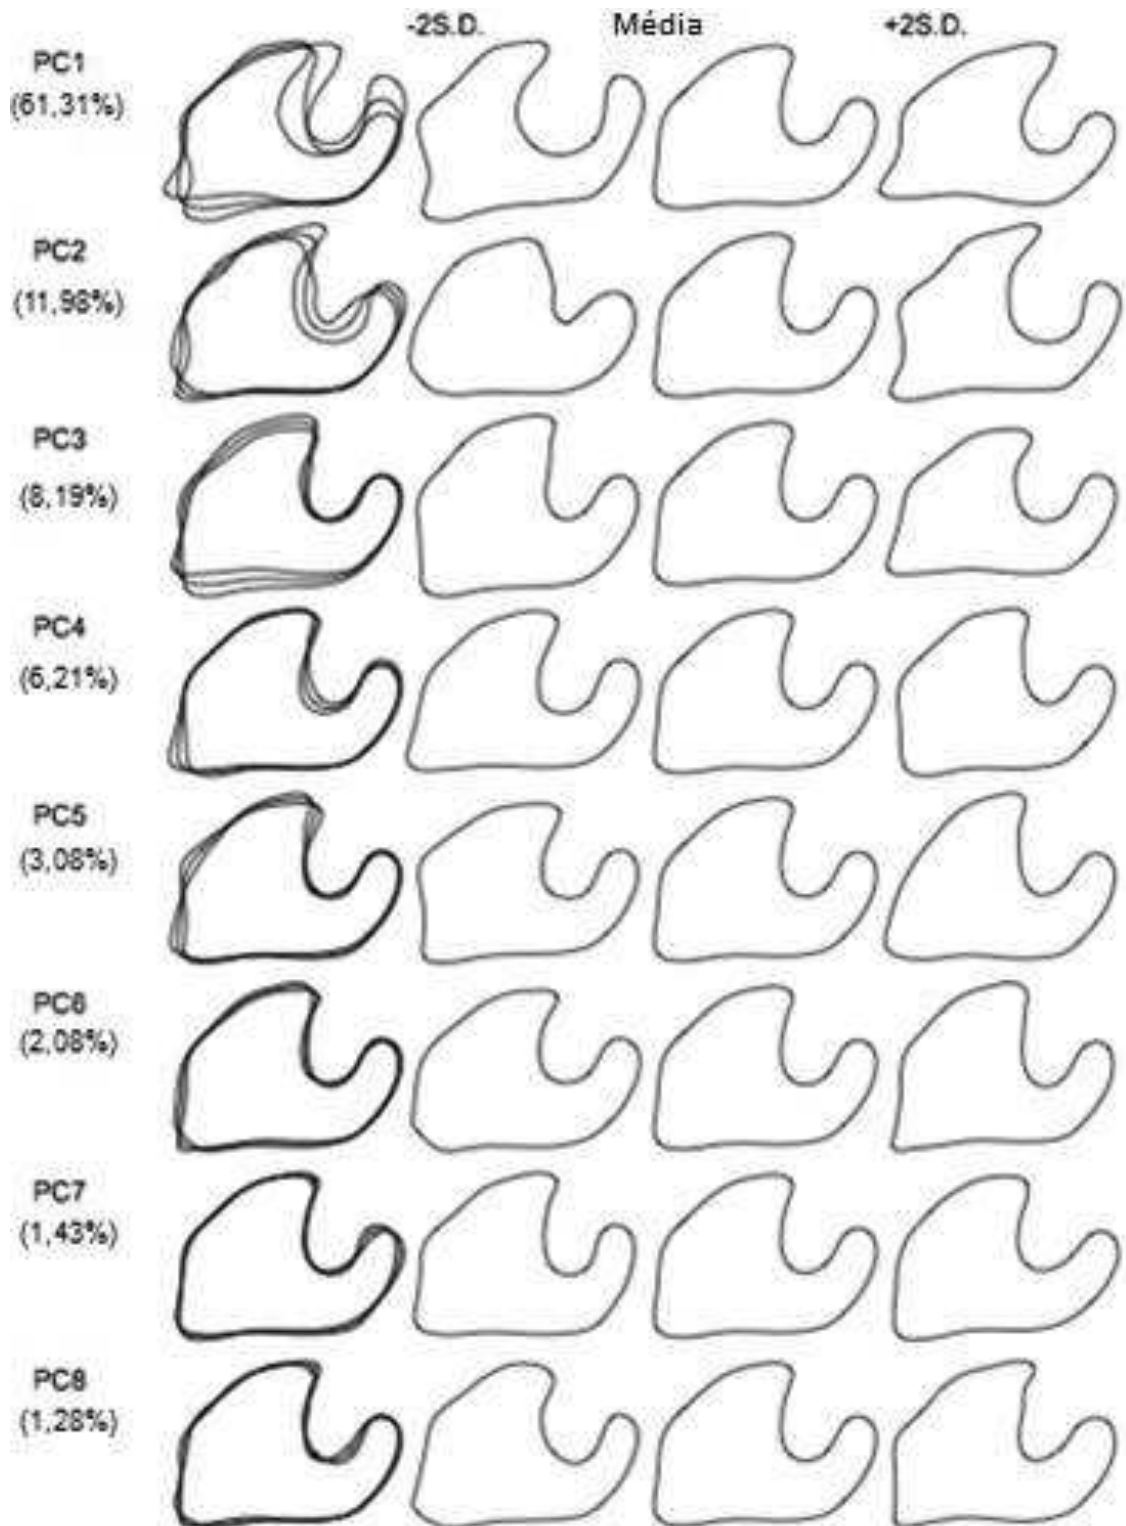 -2S.D. Média +2S.D.
PC1
(61,31%)
PC2
(11,98%)
PC3
(8,19%)
PC4
(6,21%)
PC5
(3,08%)
PC6
(2,08%)
PC7
(1,43%)
PC8
(1,28%)